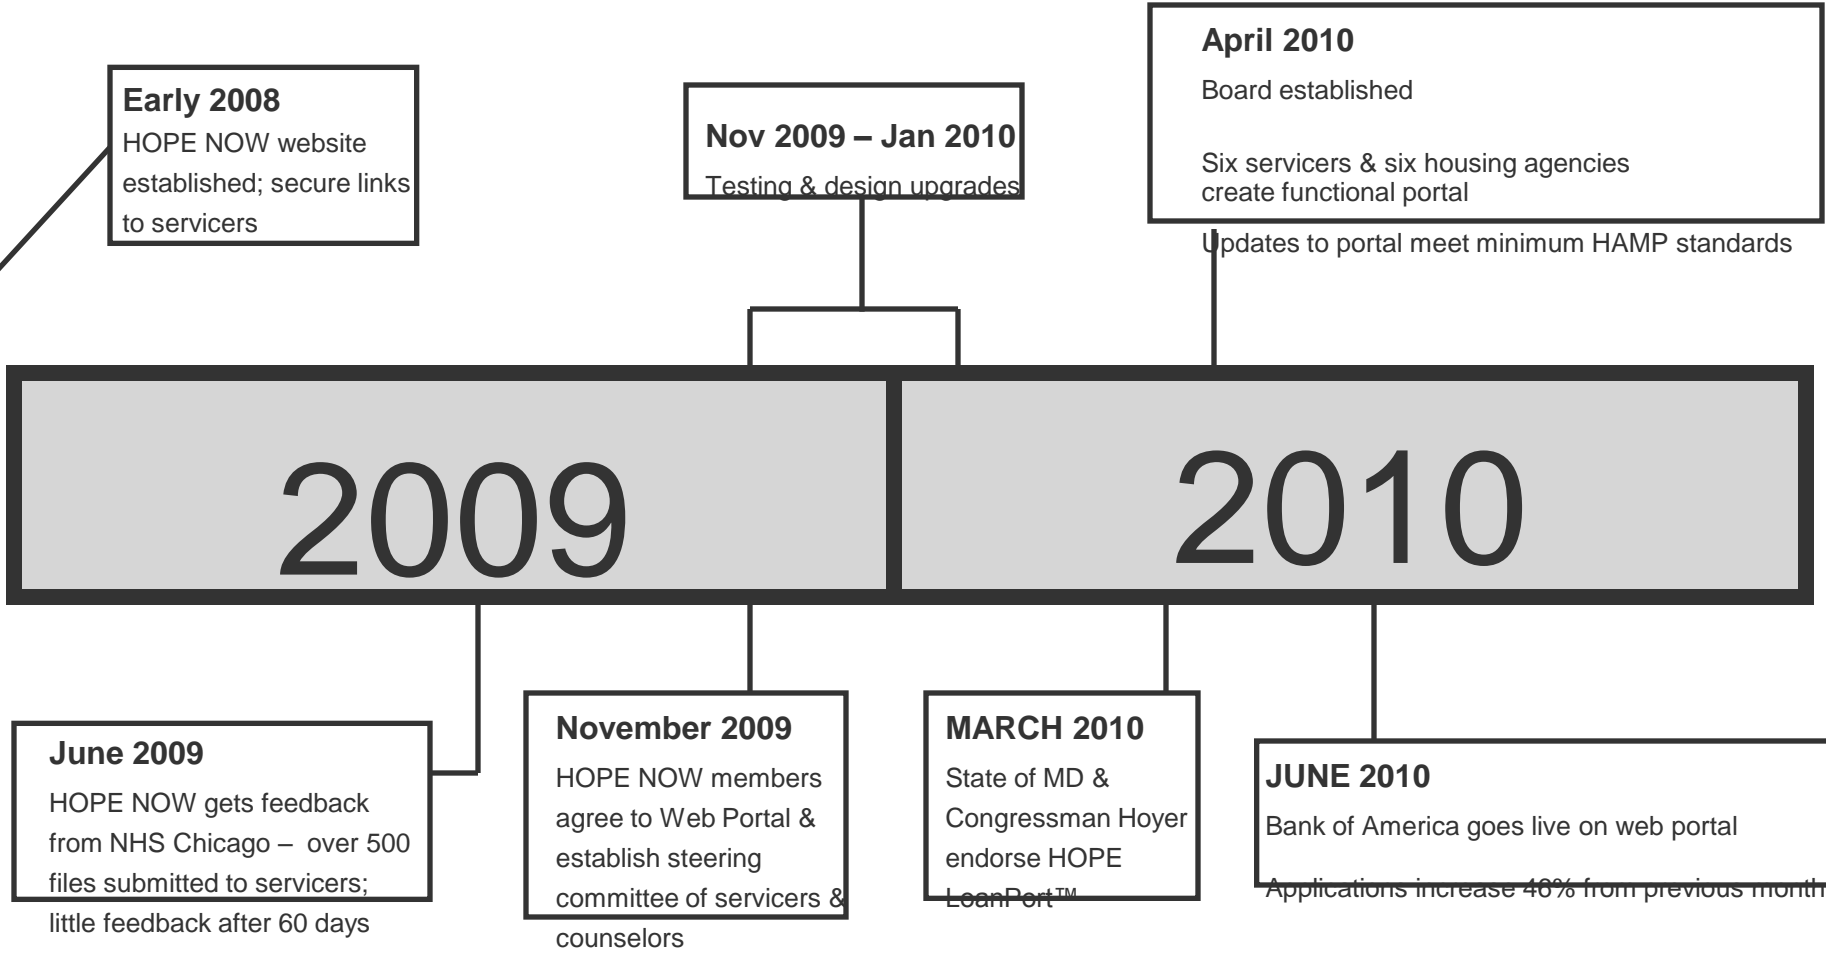 Early 2008
HOPE NOW website
established; secure links
to servicers
Nov 2009 – Jan 2010
Testing & design upgrades
April 2010
Board established
Six servicers & six housing agencies
create functional portal
Updates to portal meet minimum HAMP standards
2009
2010
June 2009
HOPE NOW gets feedback
from NHS Chicago –  over 500
files submitted to servicers;
little feedback after 60 days
November 2009
HOPE NOW members
agree to Web Portal &
establish steering
committee of servicers &
counselors
MARCH 2010
State of MD &
Congressman Hoyer
endorse HOPE
LoanPort™
JUNE 2010
Bank of America goes live on web portal
Applications increase 46% from previous month